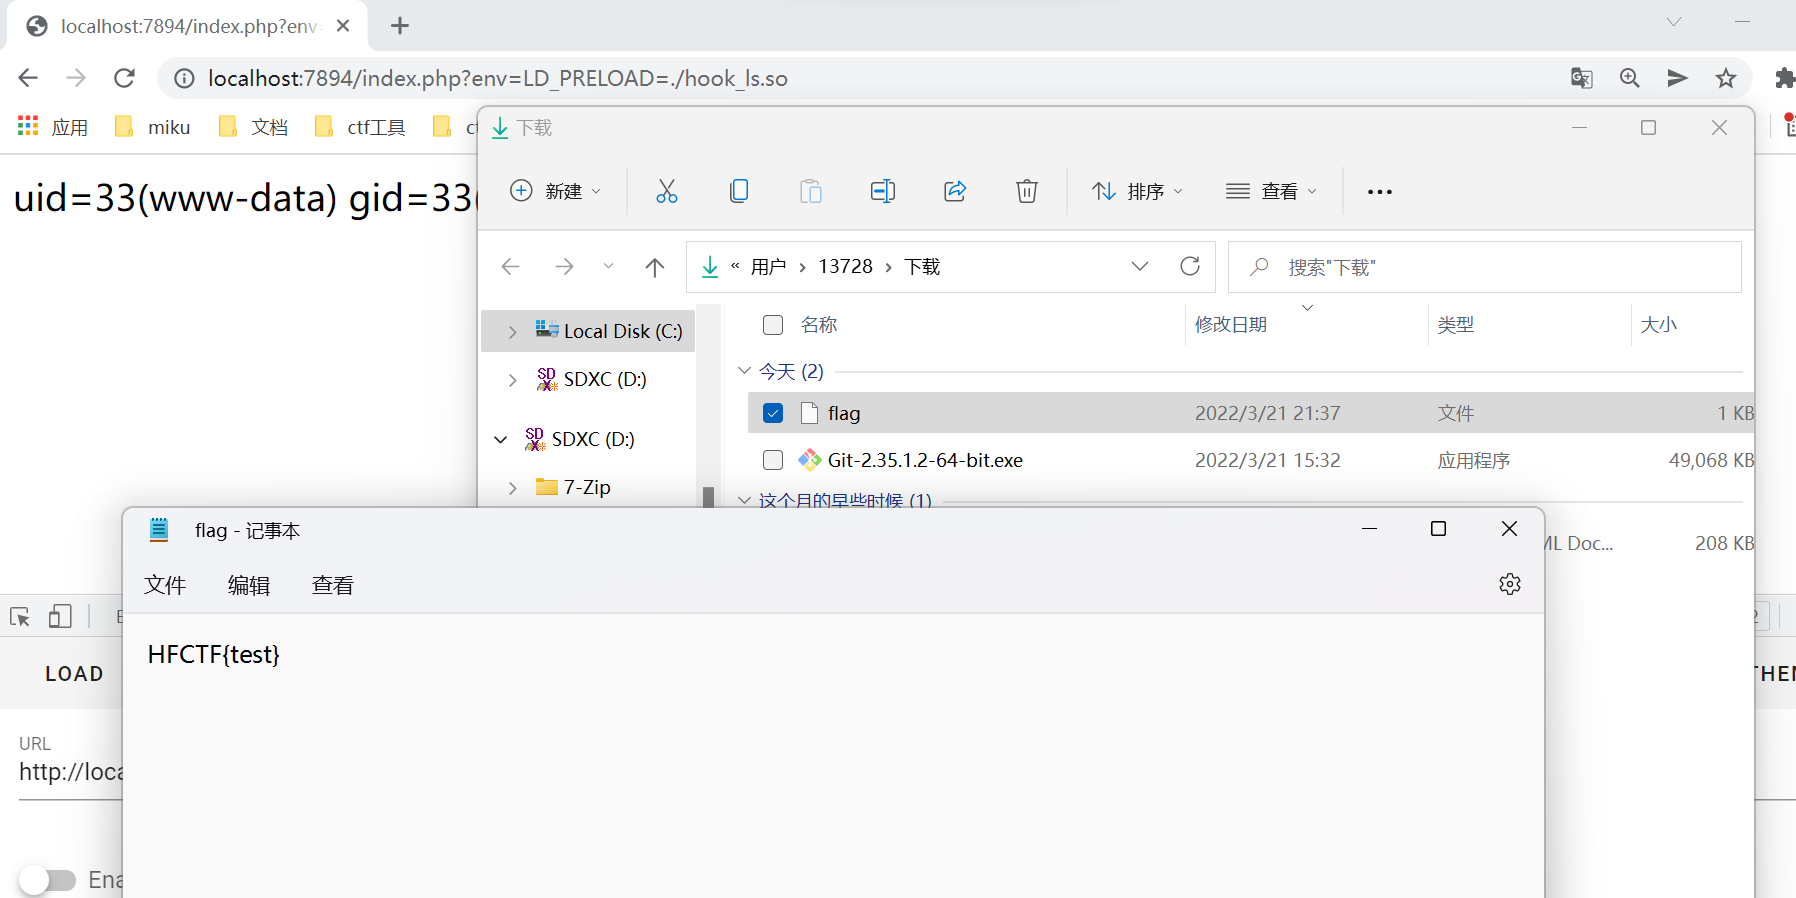 localhost:7894/index.php?env
localhost:7894/index.php?env=LD_PRELOAD=./hook_ls.so
应用 miku 文档 ctf工具
下载
uid=33(www-data) gid=33(
新建 排序 查看
« 用户 › 13728 › 下载 搜索"下载"
Local Disk (C:)
SDXC (D:)
SDXC (D:)
7-Zip
名称 修改日期 类型 大小
今天 (2)
flag 2022/3/21 21:37 文件 1 KB
Git-2.35.1.2-64-bit.exe 2022/3/21 15:32 应用程序 49,068 KB
这个月的早些时候 (1)
ML Doc... 208 KB
flag - 记事本
文件 编辑 查看
HFCTF{test}
LOAD
URL
http://loca